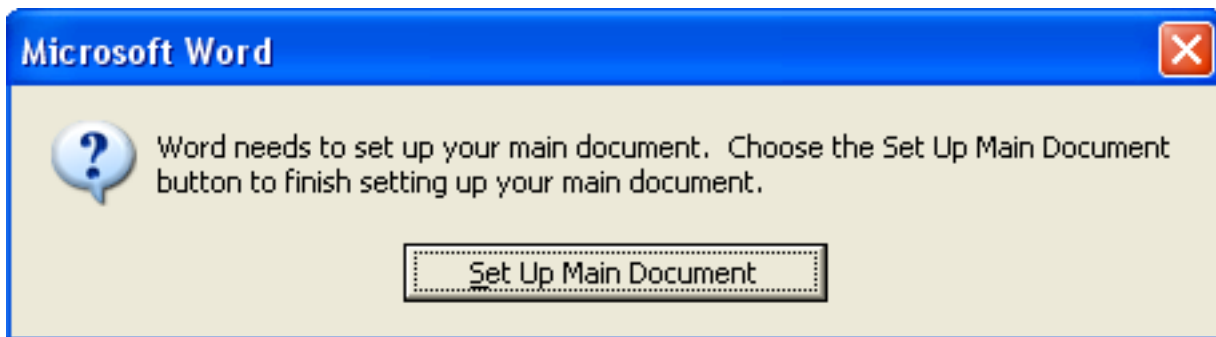 Microsoft Word
Word needs to set up your main document.  Choose the Set Up Main Document
button to finish setting up your main document.
Set Up Main Document